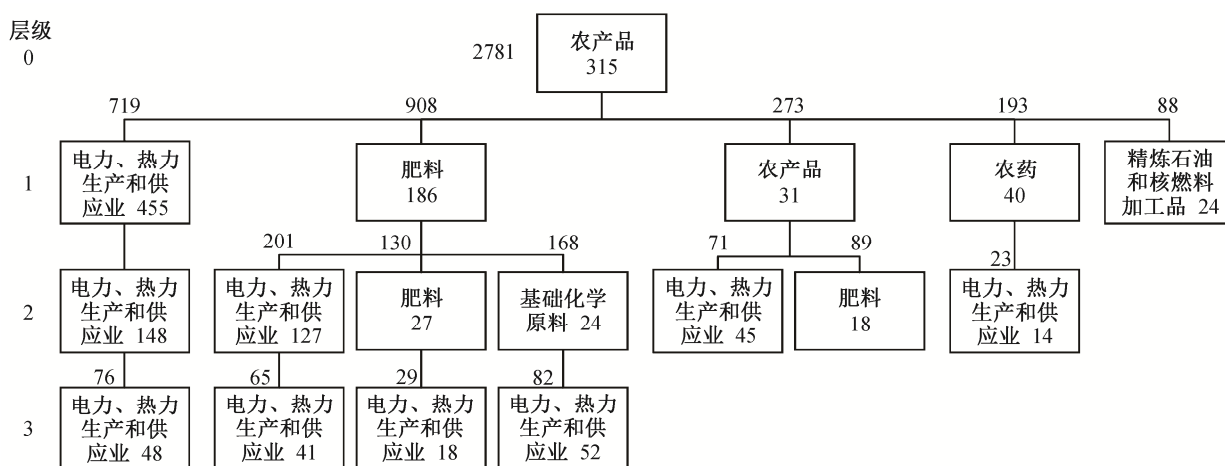 层级
0
2781
农产品
315
719
908
273
193
88
1
电力、热力
生产和供
应业 455
肥料
186
农产品
31
农药
40
精炼石油
和核燃料
加工品 24
201
130
168
71
89
23
2
电力、热力
生产和供
应业 148
电力、热力
生产和供
应业 127
肥料
27
基础化学
原料 24
电力、热力
生产和供
应业 45
肥料
18
电力、热力
生产和供
应业 14
76
65
29
82
3
电力、热力
生产和供
应业 48
电力、热力
生产和供
应业 41
电力、热力
生产和供
应业 18
电力、热力
生产和供
应业 52